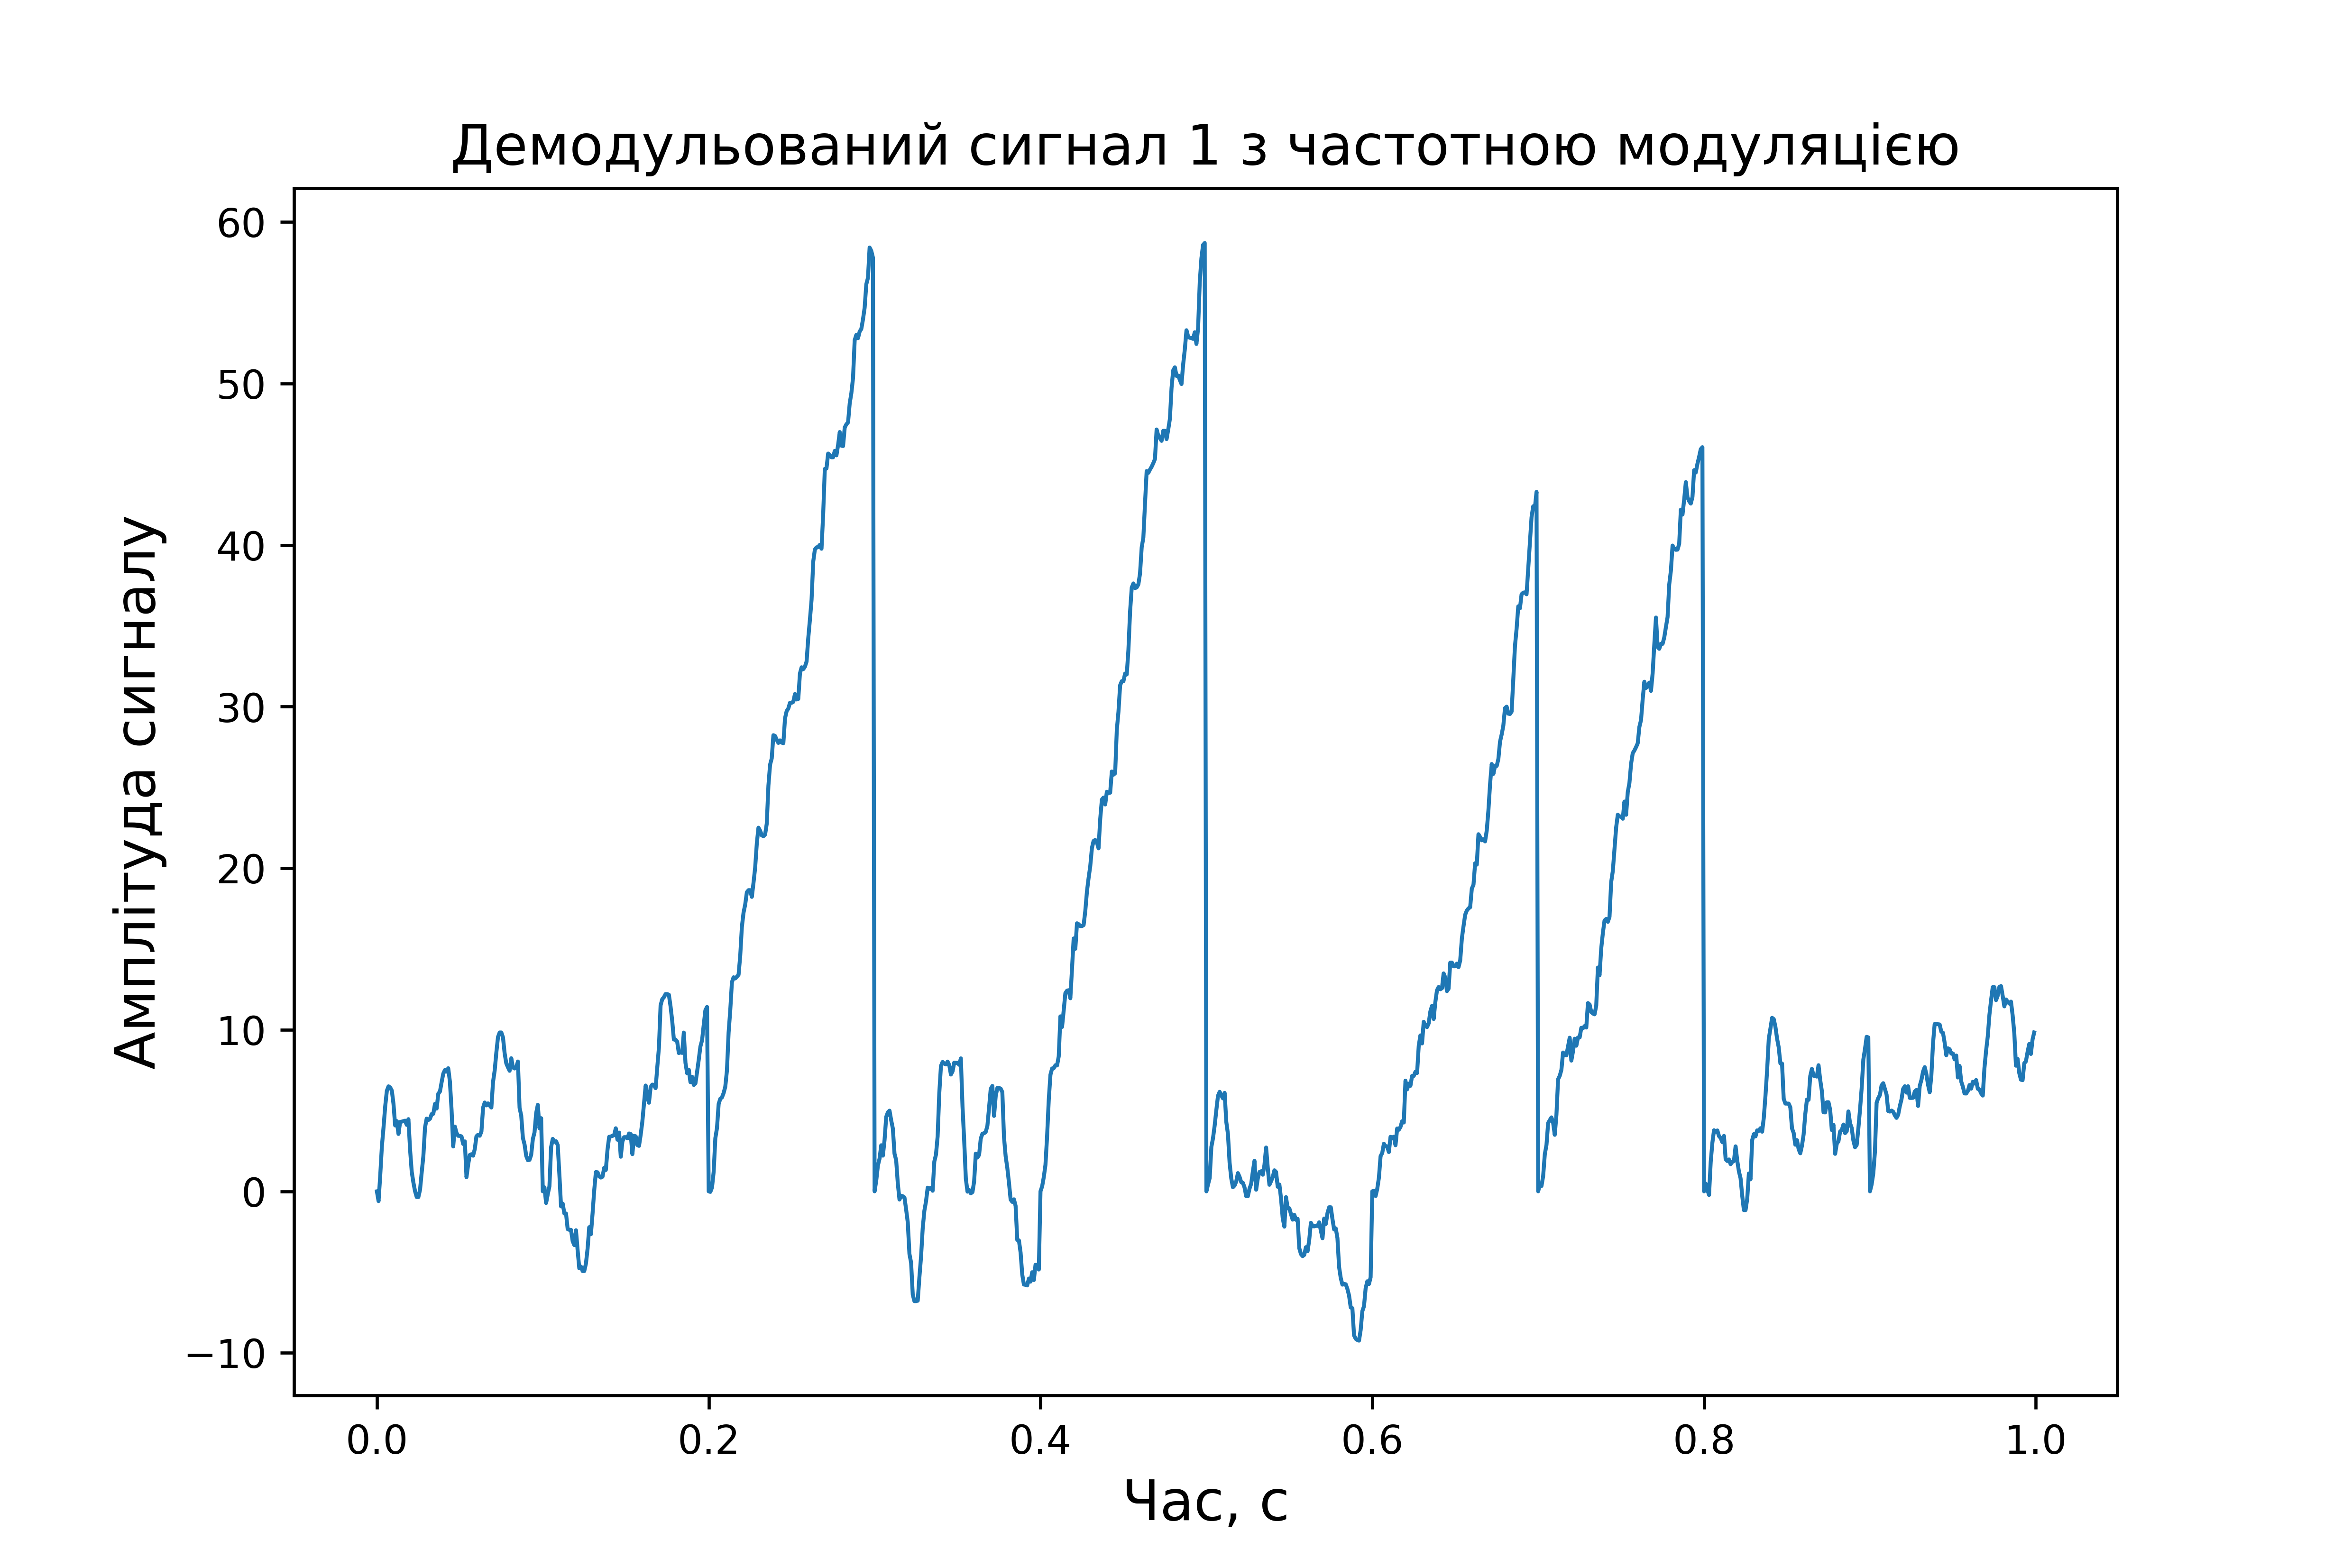 Демодульований сигнал 1 з частотною модуляцією
60
50
40
30
20
10
0
−10
Амплітуда сигналу
0.0 0.2 0.4 0.6 0.8 1.0
Час, с